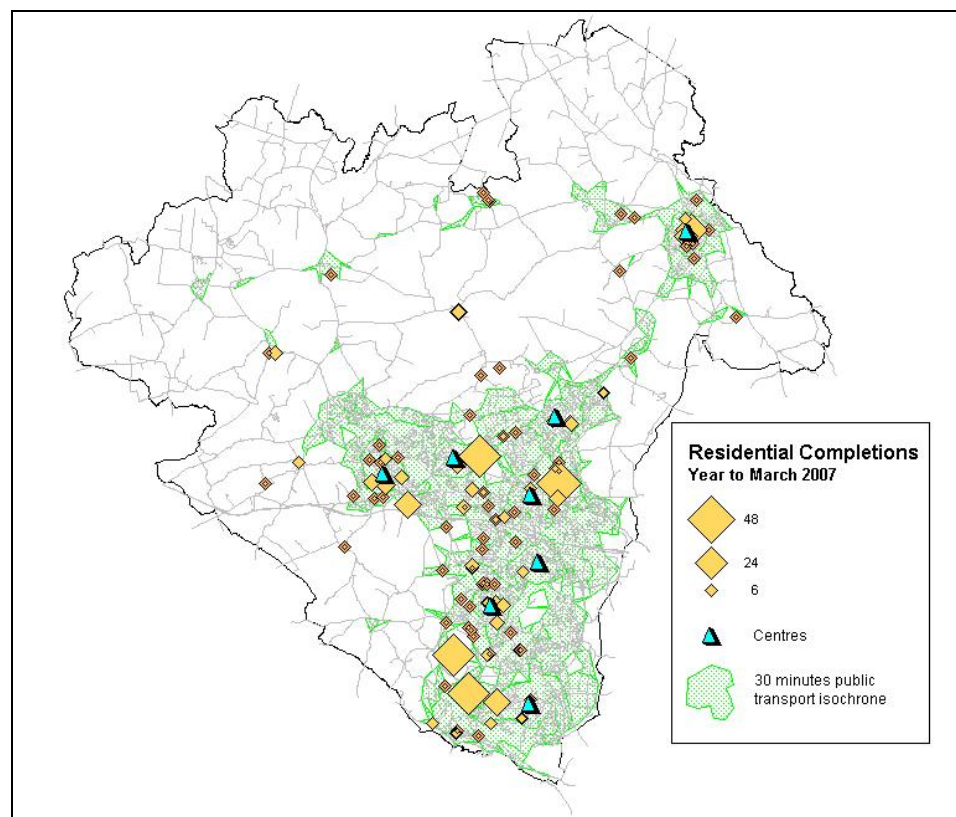 Residential Completions
Year to March 2007
48
24
6
Centres
30 minutes public
transport isochrone